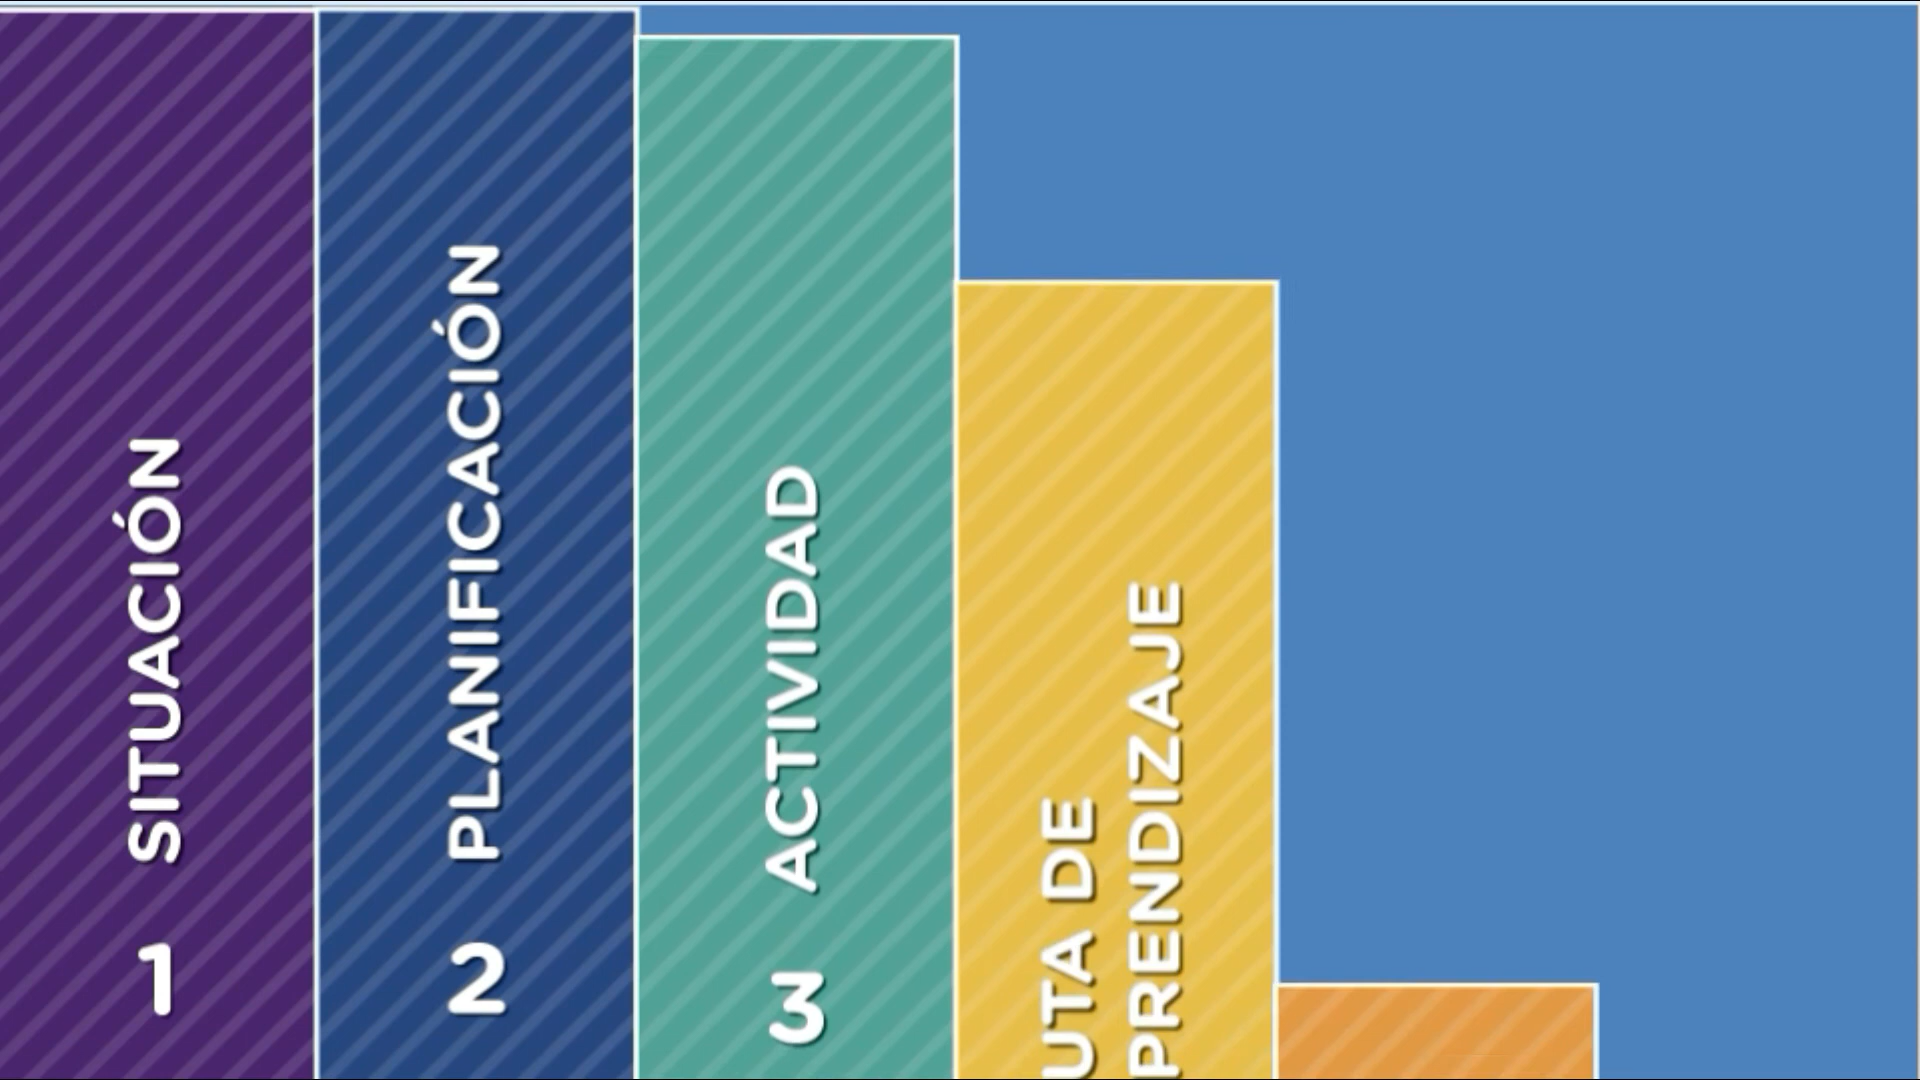 1 SITUACIÓN
2 PLANIFICACIÓN
3 ACTIVIDAD
UTA DE
PRENDIZAJE